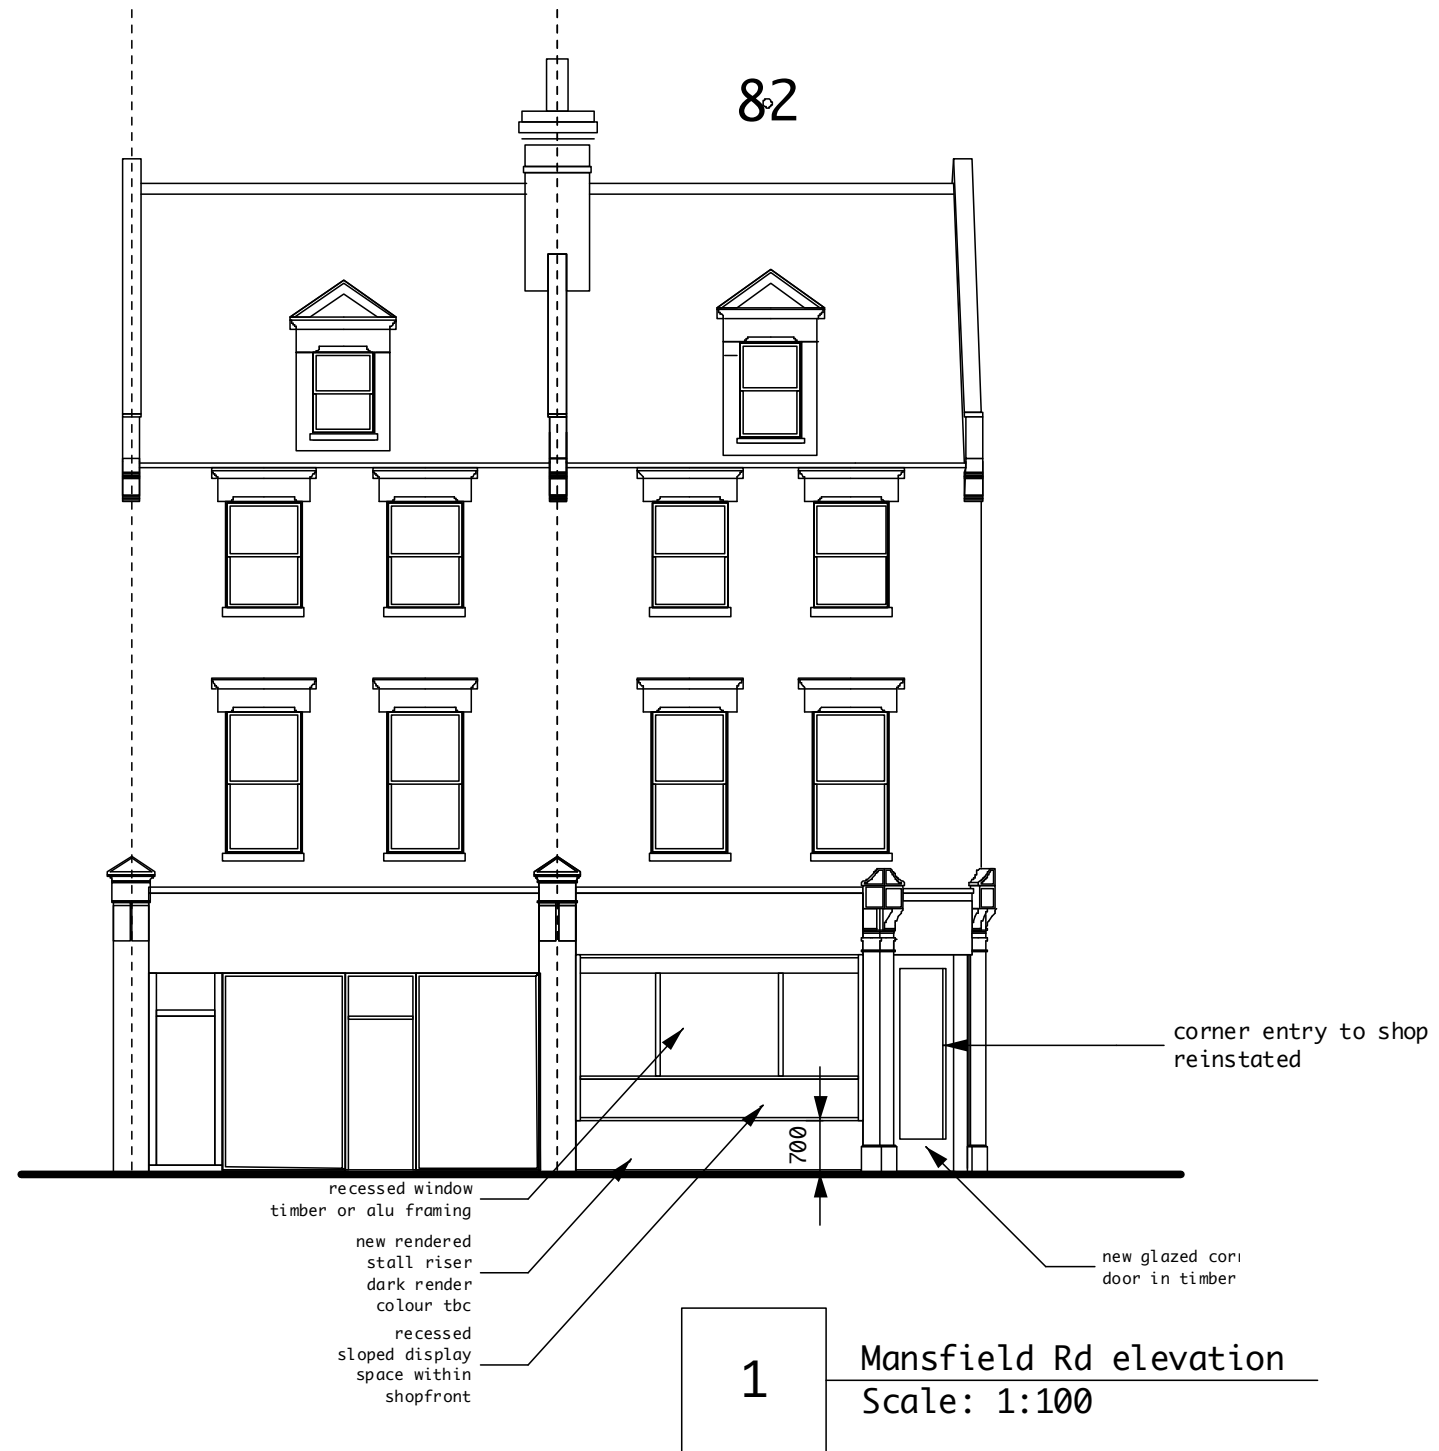 82
corner entry to shop
reinstated
700
recessed window
timber or alu framing
new rendered
stall riser
dark render
colour tbc
recessed
sloped display
space within
shopfront
new glazed
door in timber
1
Mansfield Rd elevation
Scale: 1:100